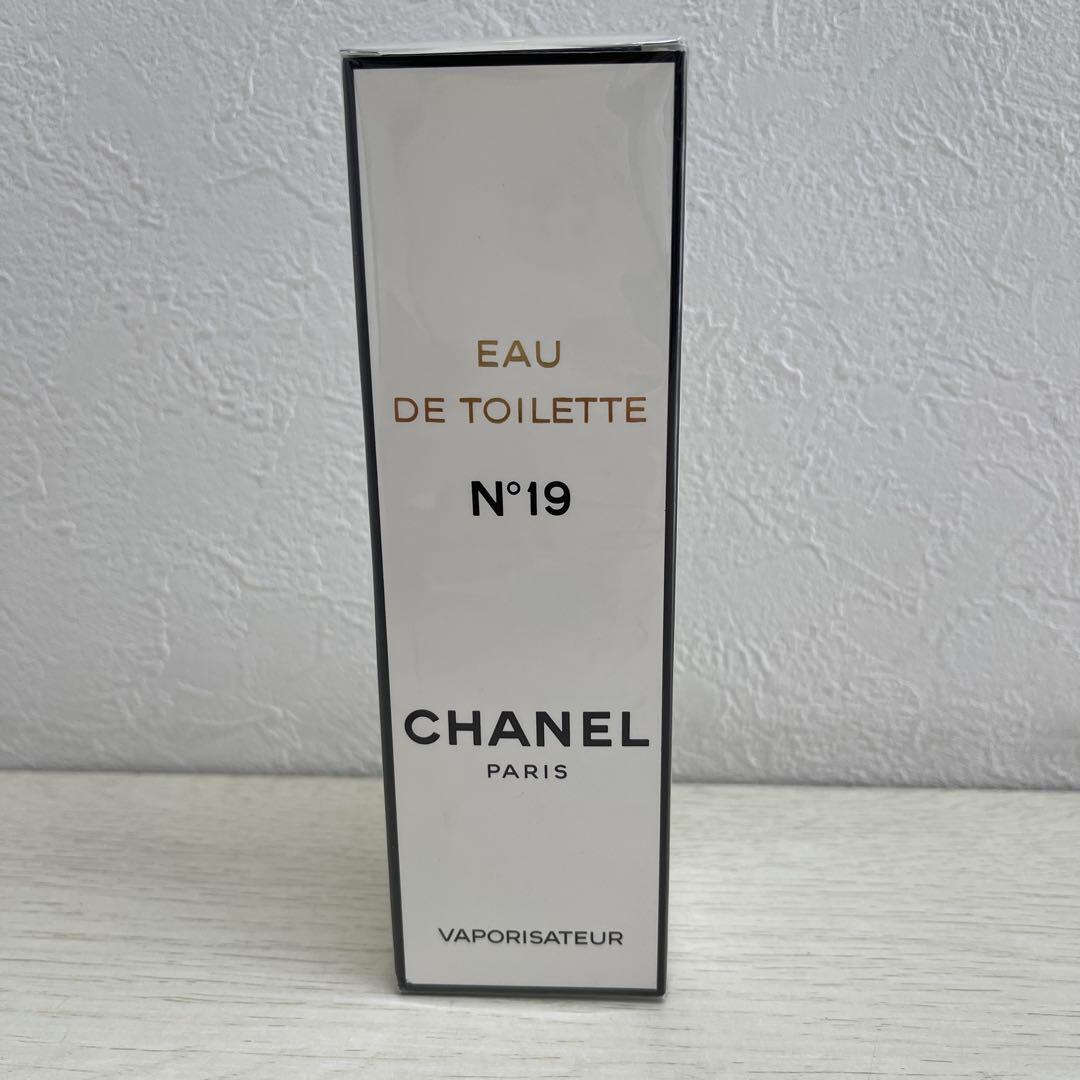 EAU
DE TOILETTE
N°19
CHANEL
PARIS
VAPORISATEUR